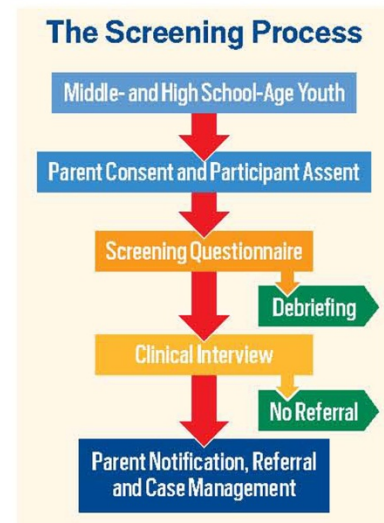 The Screening Process
Middle- and High School-Age Youth
Parent Consent and Participant Assent
Screening Questionnaire
Debriefing
Clinical Interview
No Referral
Parent Notification, Referral
and Case Management